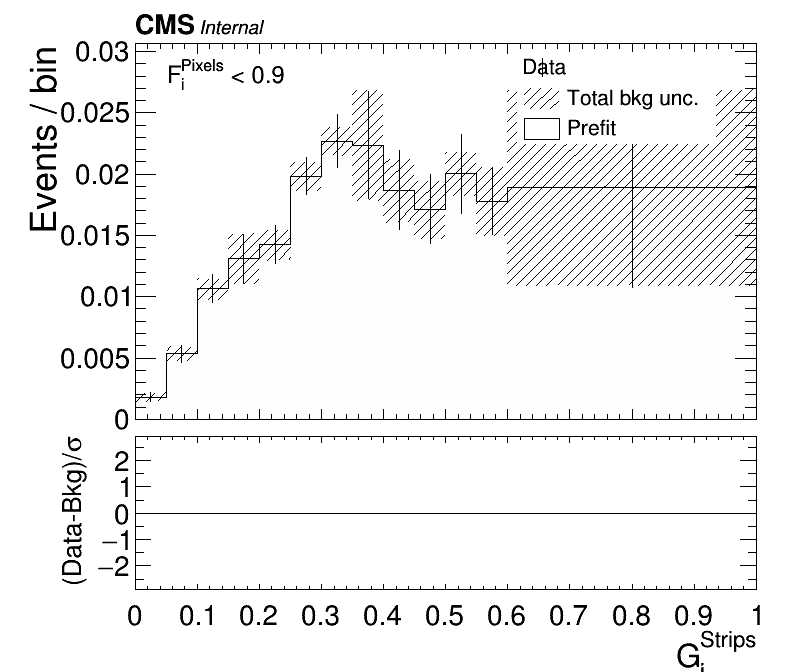 CMS Internal
0.03
F_i^Pixels < 0.9
Data
Total bkg unc.
Prefit
0.025
0.02
0.015
0.01
0.005
0
Events / bin
2
1
0
−1
−2
(Data-Bkg)/σ
0 0.1 0.2 0.3 0.4 0.5 0.6 0.7 0.8 0.9 1
G_i^Strips